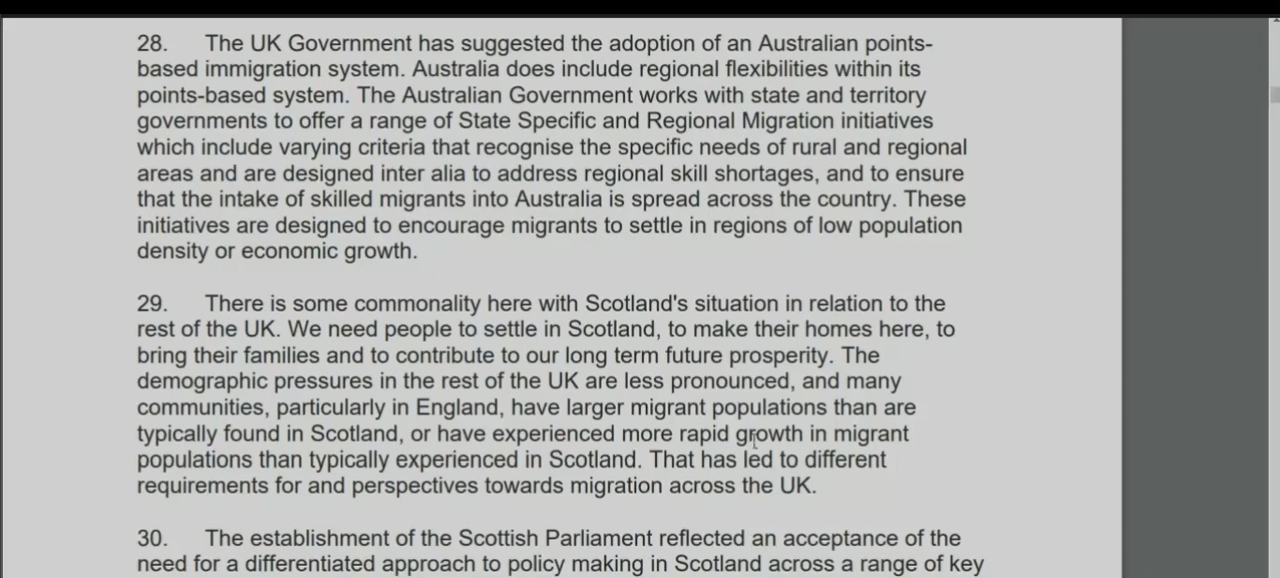 28. The UK Government has suggested the adoption of an Australian points-
based immigration system. Australia does include regional flexibilities within its
points-based system. The Australian Government works with state and territory
governments to offer a range of State Specific and Regional Migration initiatives
which include varying criteria that recognise the specific needs of rural and regional
areas and are designed inter alia to address regional skill shortages, and to ensure
that the intake of skilled migrants into Australia is spread across the country. These
initiatives are designed to encourage migrants to settle in regions of low population
density or economic growth.
29. There is some commonality here with Scotland's situation in relation to the
rest of the UK. We need people to settle in Scotland, to make their homes here, to
bring their families and to contribute to our long term future prosperity. The
demographic pressures in the rest of the UK are less pronounced, and many
communities, particularly in England, have larger migrant populations than are
typically found in Scotland, or have experienced more rapid growth in migrant
populations than typically experienced in Scotland. That has led to different
requirements for and perspectives towards migration across the UK.
30. The establishment of the Scottish Parliament reflected an acceptance of the
need for a differentiated approach to policy making in Scotland across a range of key